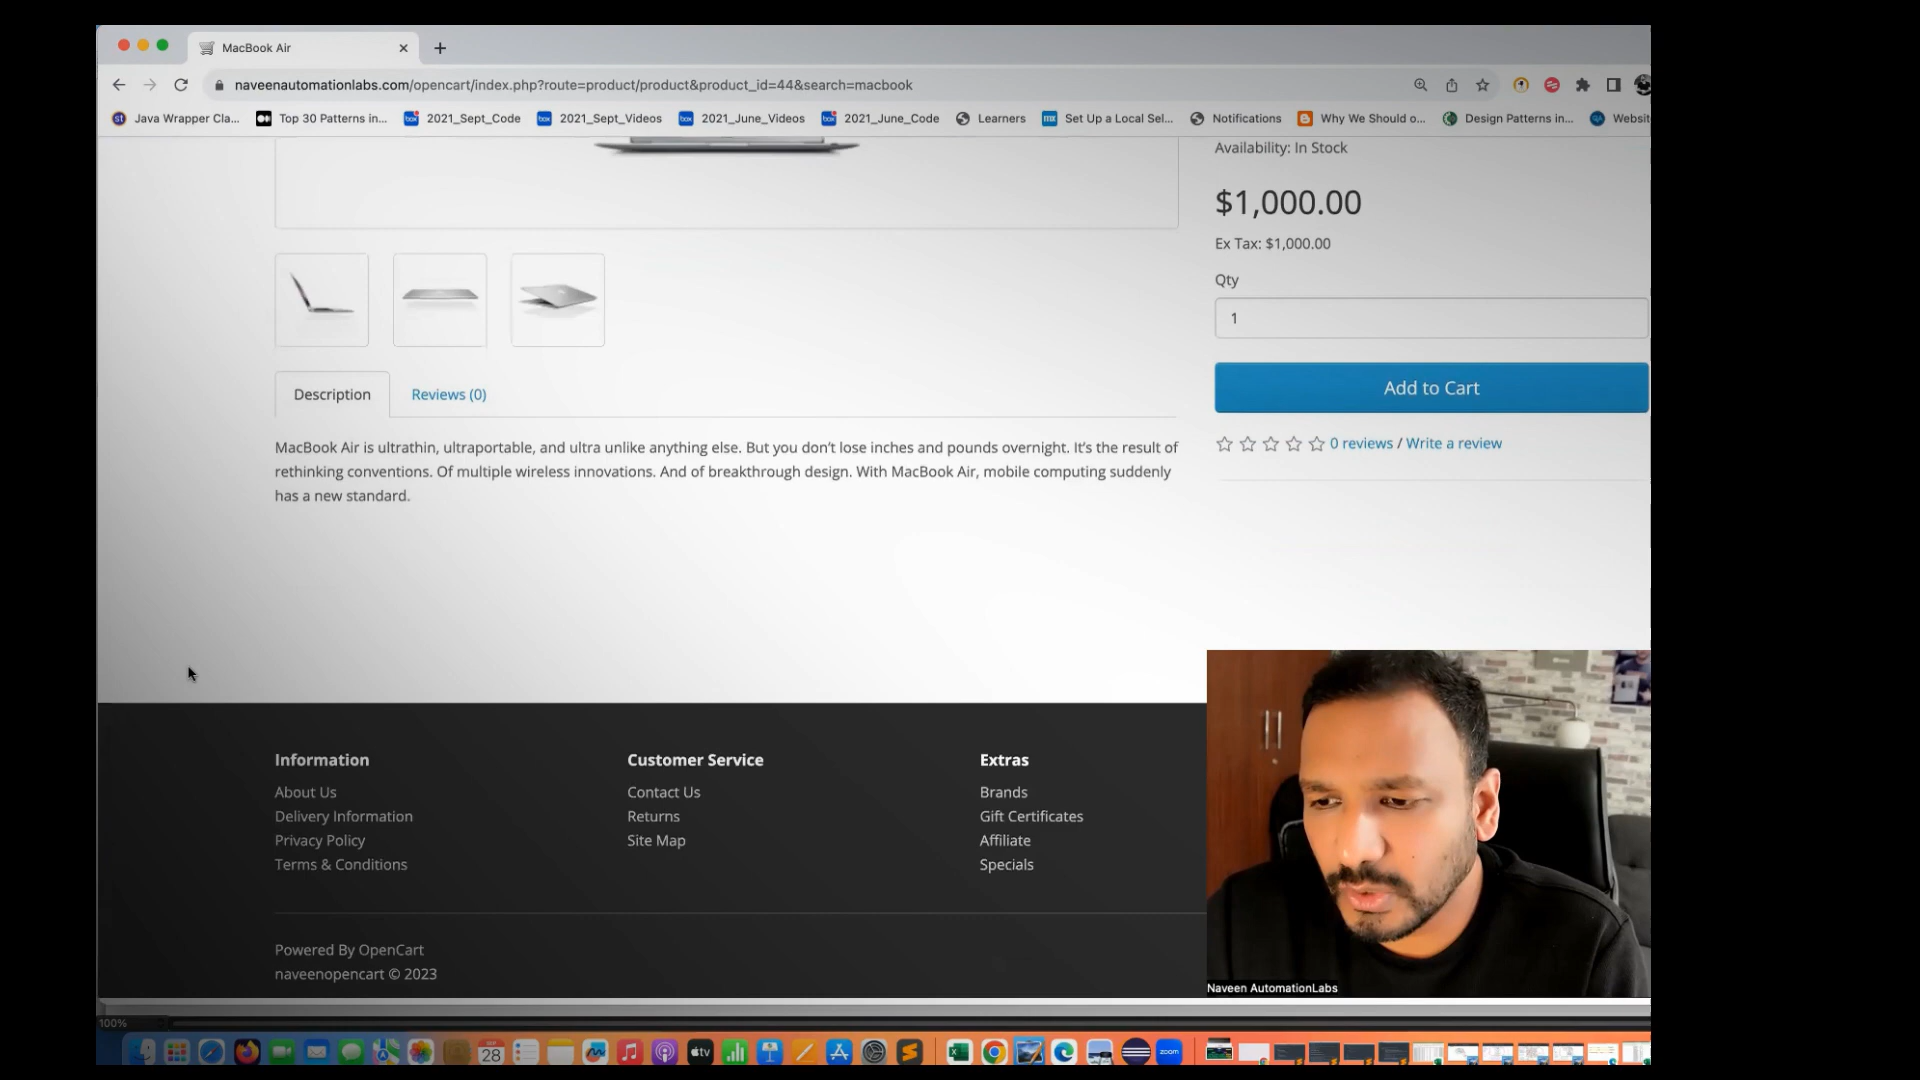 MacBook Air
naveenautomationlabs.com/opencart/index.php?route=product/product&product_id=44&search=macbook
Java Wrapper Cla... Top 30 Patterns in... 2021_Sept_Code 2021_Sept_Videos 2021_June_Videos 2021_June_Code Learners Set Up a Local Sel... Notifications Why We Should o... Design Patterns in...
Availability: In Stock
$1,000.00
Ex Tax: $1,000.00
Qty
1
Add to Cart
0 reviews / Write a review
Description Reviews (0)
MacBook Air is ultrathin, ultraportable, and ultra unlike anything else. But you don’t lose inches and pounds overnight. It’s the result of
rethinking conventions. Of multiple wireless innovations. And of breakthrough design. With MacBook Air, mobile computing suddenly
has a new standard.
Information
About Us
Delivery Information
Privacy Policy
Terms & Conditions
Customer Service
Contact Us
Returns
Site Map
Extras
Brands
Gift Certificates
Affiliate
Specials
Powered By OpenCart
naveenopencart © 2023
Naveen AutomationLabs
100%
28
tv
zoom